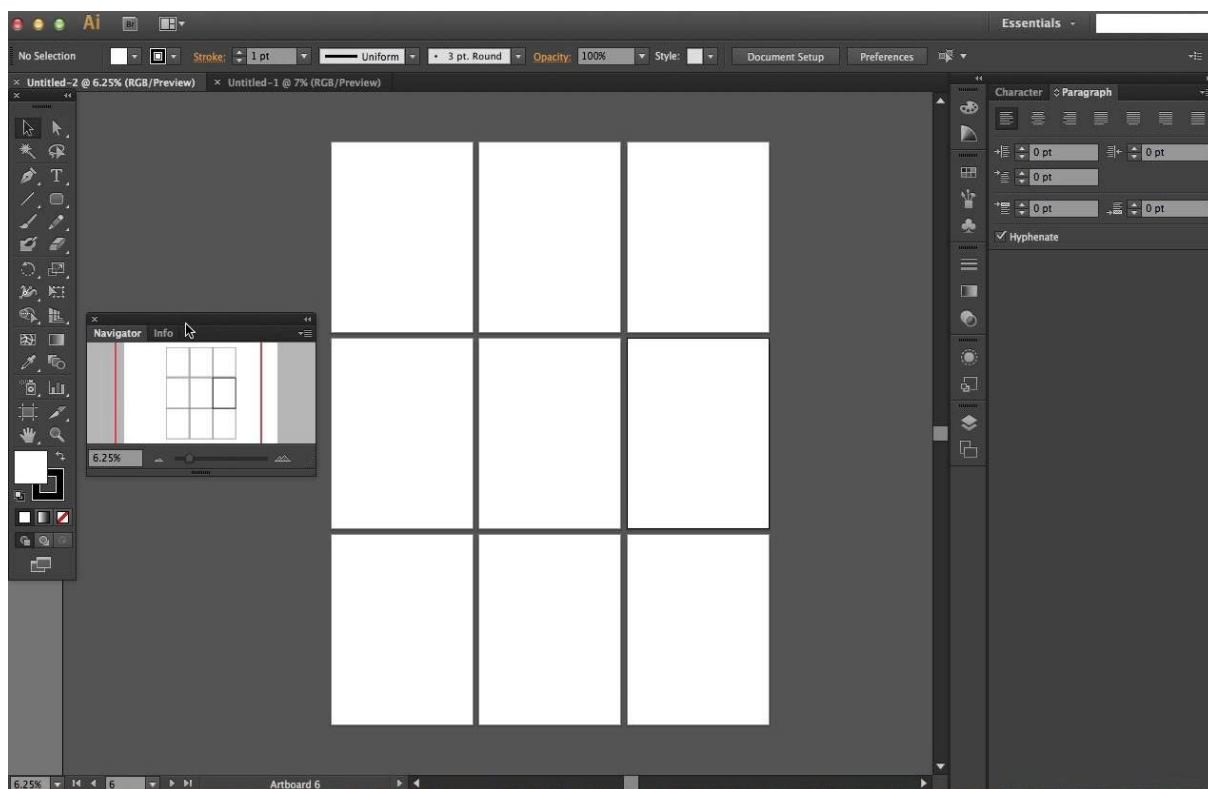 Ai Br Essentials
No Selection Stroke: 1 pt Uniform • 3 pt. Round Opacity: 100% Style: Document Setup Preferences
× Untitled-2 @ 6.25% (RGB/Preview) × Untitled-1 @ 7% (RGB/Preview)
Character Paragraph
0 pt 0 pt
0 pt
0 pt 0 pt
Hyphenate
Navigator Info
6.25%
6.25% 6 Artboard 6